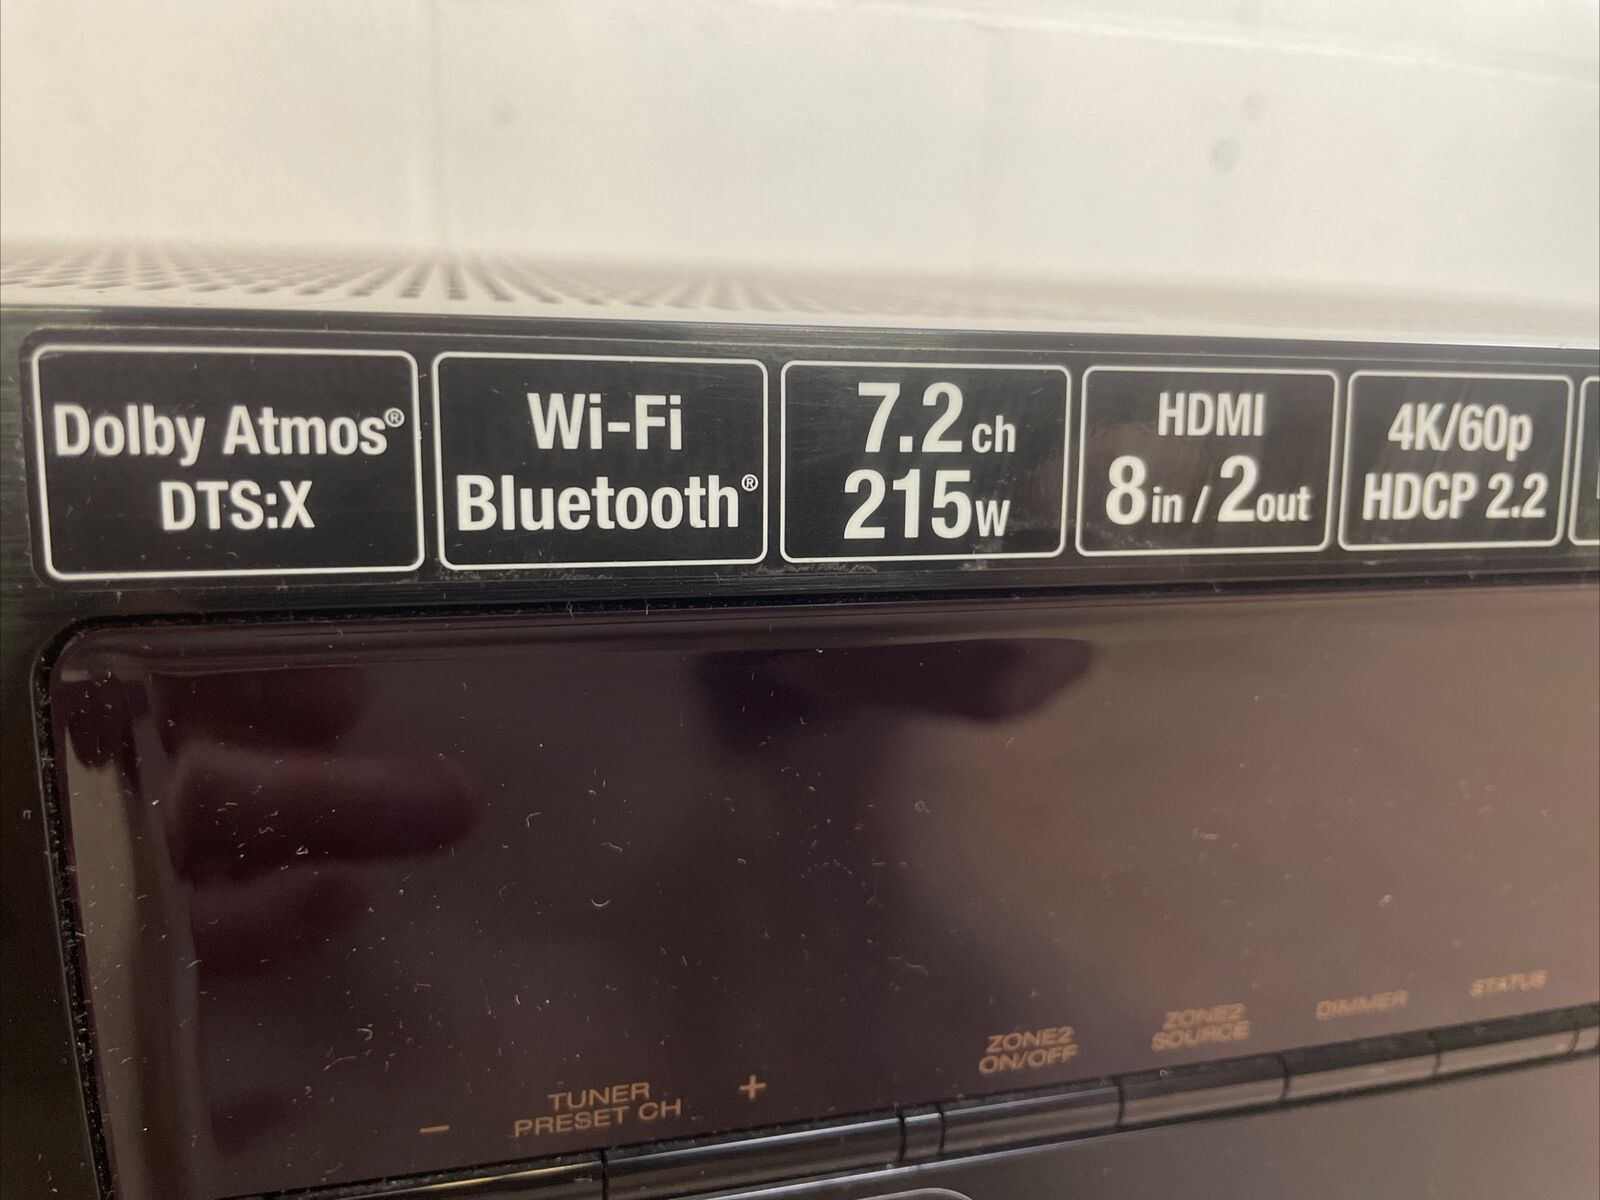 Dolby Atmos®
DTS:X
Wi-Fi
Bluetooth®
7.2ch
215W
HDMI
8in / 2out
4K/60p
HDCP 2.2
TUNER
PRESET CH
−
+
ZONE2
ON/OFF
ZONE2
SOURCE
DIMMER
STATUS